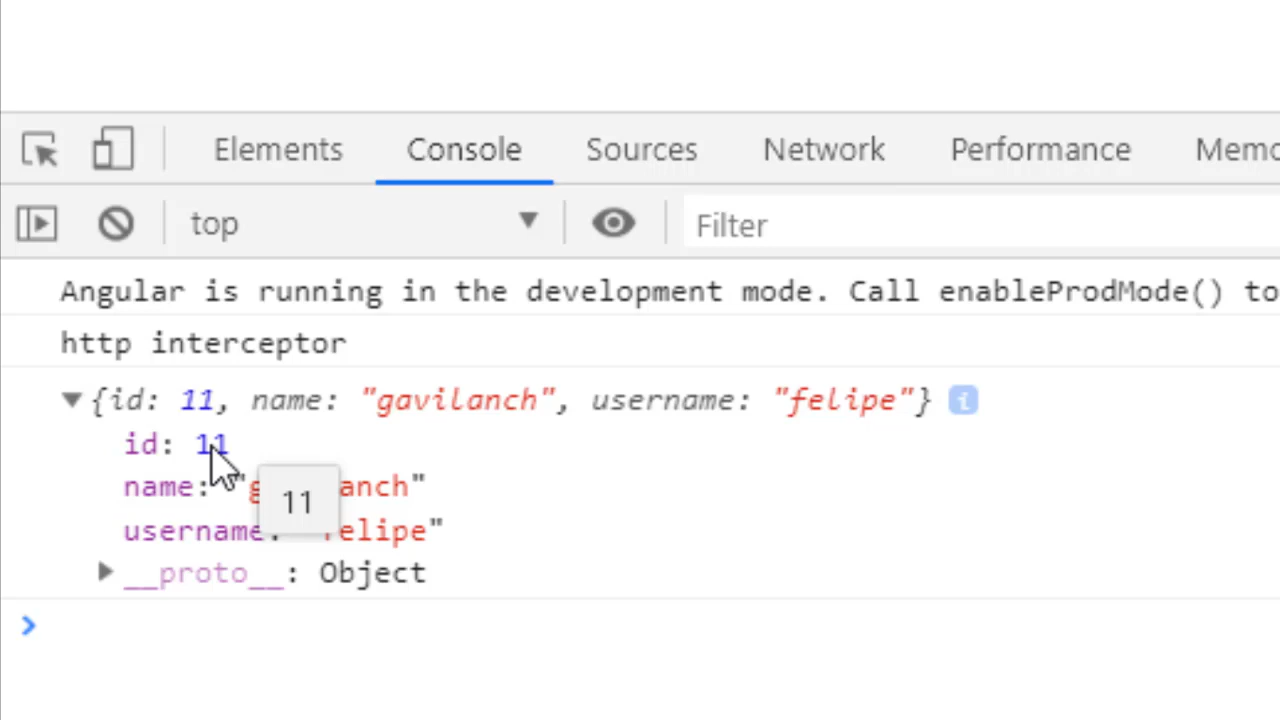 Elements Console Sources Network Performance
top Filter
Angular is running in the development mode. Call enableProdMode() to
http interceptor
{id: 11, name: "gavilanch", username: "felipe"} i
id: 11
name: anch"
11
username: elipe"
__proto__: Object